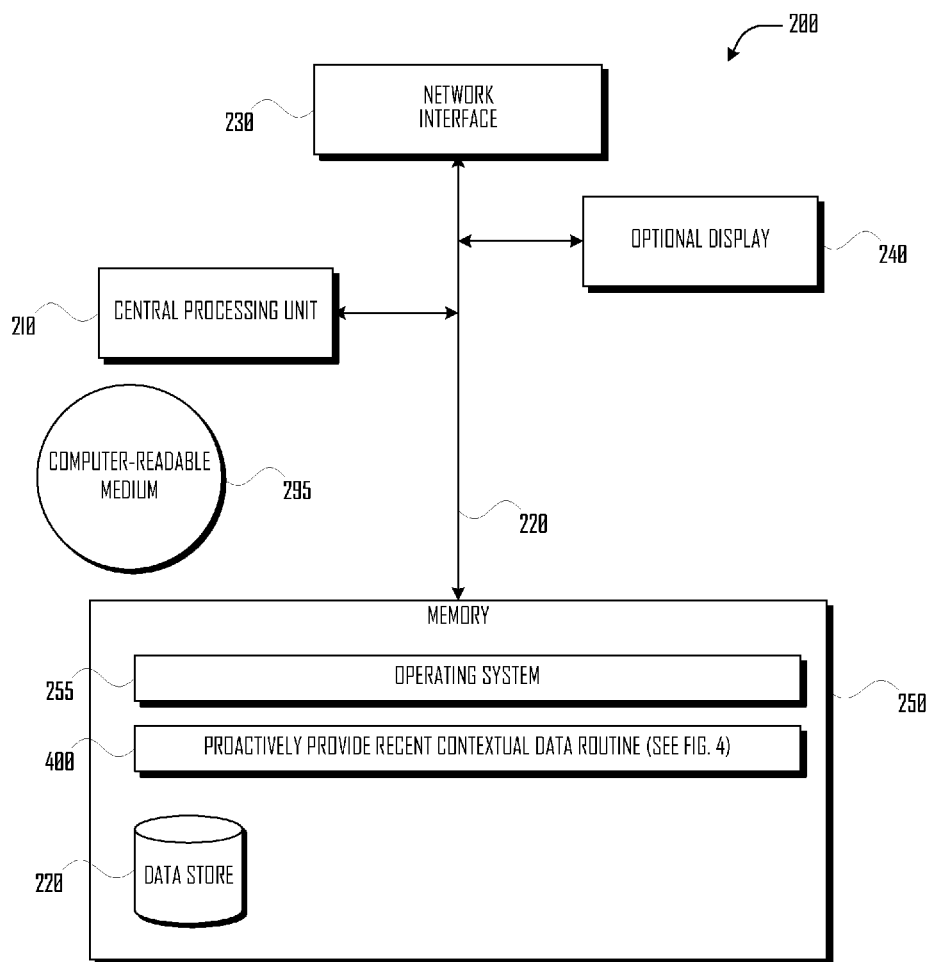 200
NETWORK
INTERFACE
230
OPTIONAL DISPLAY
240
CENTRAL PROCESSING UNIT
210
COMPUTER-READABLE
MEDIUM
295
220
MEMORY
OPERATING SYSTEM
255
250
PROACTIVELY PROVIDE RECENT CONTEXTUAL DATA ROUTINE (SEE FIG. 4)
400
DATA STORE
220